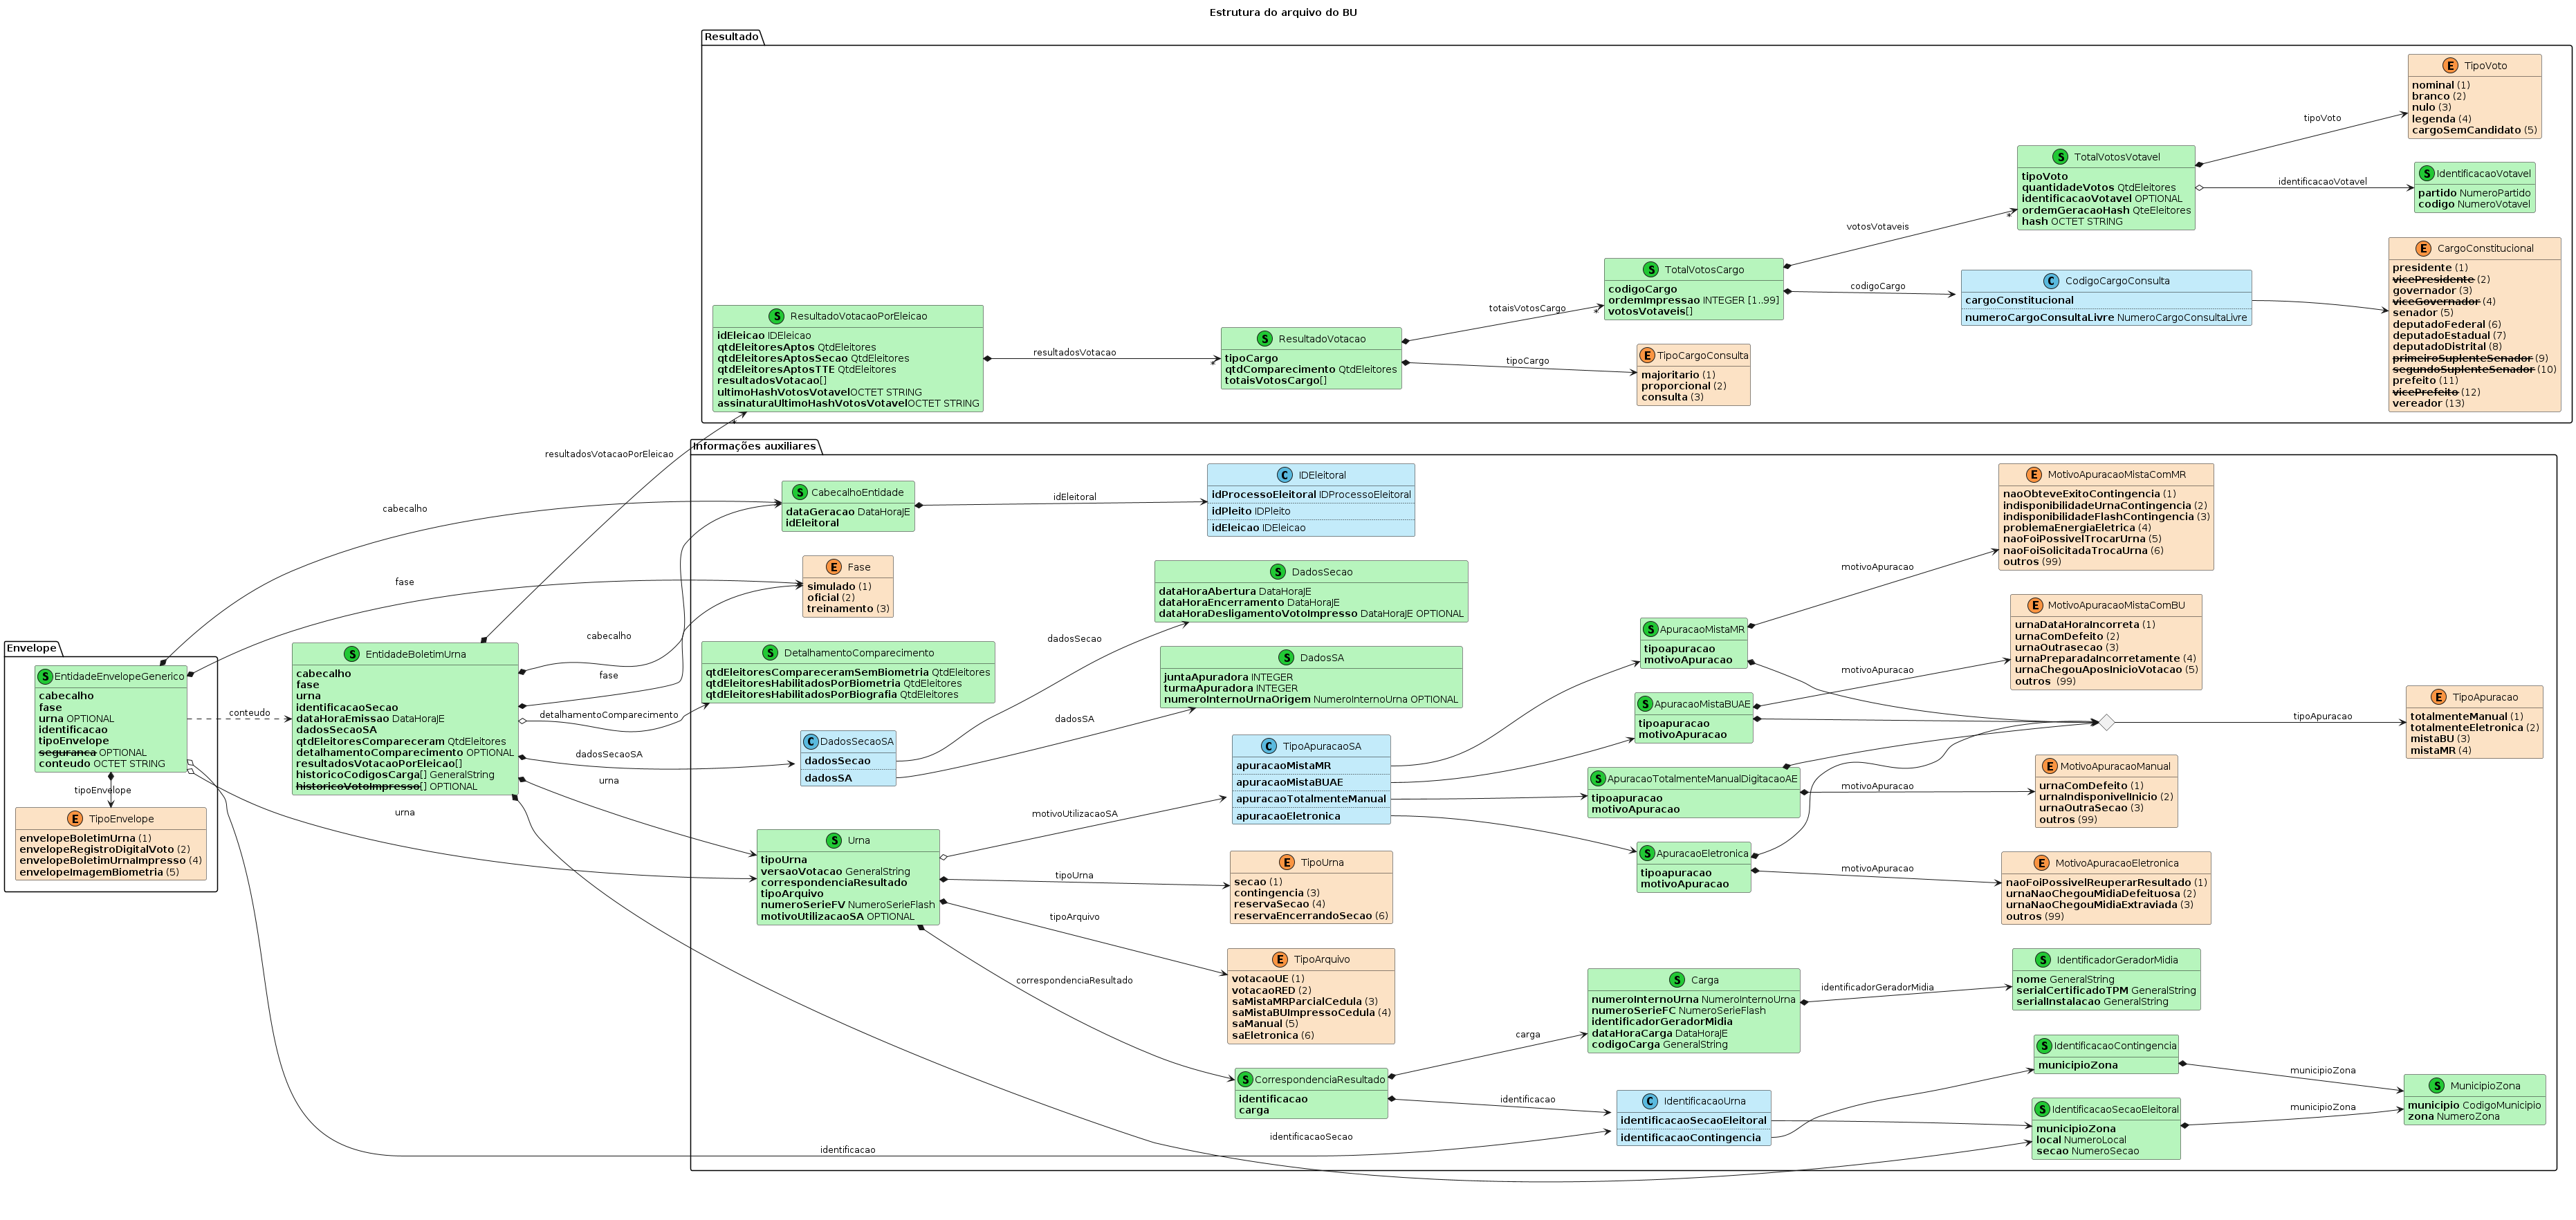 Estrutura do arquivo do BU
Resultado
E TipoVoto
nominal (1)
branco (2)
nulo (3)
legenda (4)
cargoSemCandidato (5)
tipoVoto
S TotalVotosVotavel
tipoVoto
quantidadeVotos QtdEleitores
identificacaoVotavel OPTIONAL
ordemGeracaoHash QteEleitores
hash OCTET STRING
identificacaoVotavel
S IdentificacaoVotavel
partido NumeroPartido
codigo NumeroVotavel
votosVotaveis
*
S TotalVotosCargo
codigoCargo
ordemImpressao INTEGER [1..99]
votosVotaveis[]
codigoCargo
C CodigoCargoConsulta
cargoConstitucional
numeroCargoConsultaLivre NumeroCargoConsultaLivre
E CargoConstitucional
presidente (1)
vicePresidente (2)
governador (3)
viceGovernador (4)
senador (5)
deputadoFederal (6)
deputadoEstadual (7)
deputadoDistrital (8)
primeiroSuplenteSenador (9)
segundoSuplenteSenador (10)
prefeito (11)
vicePrefeito (12)
vereador (13)
S ResultadoVotacaoPorEleicao
idEleicao IDEleicao
qtdEleitoresAptos QtdEleitores
qtdEleitoresAptosSecao QtdEleitores
qtdEleitoresAptosTTE QtdEleitores
resultadosVotacao[]
ultimoHashVotosVotavelOCTET STRING
assinaturaUltimoHashVotosVotavelOCTET STRING
resultadosVotacao
*
S ResultadoVotacao
tipoCargo
qtdComparecimento QtdEleitores
totaisVotosCargo[]
totaisVotosCargo
*
tipoCargo
E TipoCargoConsulta
majoritario (1)
proporcional (2)
consulta (3)
*
resultadosVotacaoPorEleicao
Informações auxiliares
S CabecalhoEntidade
dataGeracao DataHoraJE
idEleitoral
idEleitoral
C IDEleitoral
idProcessoEleitoral IDProcessoEleitoral
idPleito IDPleito
idEleicao IDEleicao
E MotivoApuracaoMistaComMR
naoObteveExitoContingencia (1)
indisponibilidadeUrnaContingencia (2)
indisponibilidadeFlashContingencia (3)
problemaEnergiaEletrica (4)
naoFoiPossivelTrocarUrna (5)
naoFoiSolicitadaTrocaUrna (6)
outros (99)
cabecalho
fase
E Fase
simulado (1)
oficial (2)
treinamento (3)
S DadosSecao
dataHoraAbertura DataHoraJE
dataHoraEncerramento DataHoraJE
dataHoraDesligamentoVotoImpresso DataHoraJE OPTIONAL
motivoApuracao
E MotivoApuracaoMistaComBU
urnaDataHoraIncorreta (1)
urnaComDefeito (2)
urnaOutrasecao (3)
urnaPreparadaIncorretamente (4)
urnaChegouAposInicioVotacao (5)
outros (99)
cabecalho
fase
dadosSecao
S ApuracaoMistaMR
tipoapuracao
motivoApuracao
Envelope
S EntidadeEnvelopeGenerico
cabecalho
fase
urna OPTIONAL
identificacao
tipoEnvelope
seguranca OPTIONAL
conteudo OCTET STRING
conteudo
S EntidadeBoletimUrna
cabecalho
fase
urna
identificacaoSecao
dataHoraEmissao DataHoraJE
dadosSecaoSA
qtdEleitoresCompareceram QtdEleitores
detalhamentoComparecimento OPTIONAL
resultadosVotacaoPorEleicao[]
historicoCodigosCarga[] GeneralString
historicoVotoImpresso[] OPTIONAL
detalhamentoComparecimento
S DetalhamentoComparecimento
qtdEleitoresCompareceramSemBiometria QtdEleitores
qtdEleitoresHabilitadosPorBiometria QtdEleitores
qtdEleitoresHabilitadosPorBiografia QtdEleitores
S DadosSA
juntaApuradora INTEGER
turmaApuradora INTEGER
numeroInternoUrnaOrigem NumeroInternoUrna OPTIONAL
dadosSA
motivoApuracao
S ApuracaoMistaBUAE
tipoapuracao
motivoApuracao
tipoApuracao
E TipoApuracao
totalmenteManual (1)
totalmenteEletronica (2)
mistaBU (3)
mistaMR (4)
dadosSecaoSA
C DadosSecaoSA
dadosSecao
dadosSA
C TipoApuracaoSA
apuracaoMistaMR
apuracaoMistaBUAE
apuracaoTotalmenteManual
apuracaoEletronica
S ApuracaoTotalmenteManualDigitacaoAE
tipoapuracao
motivoApuracao
motivoApuracao
E MotivoApuracaoManual
urnaComDefeito (1)
urnaIndisponivelInicio (2)
urnaOutraSecao (3)
outros (99)
tipoEnvelope
E TipoEnvelope
envelopeBoletimUrna (1)
envelopeRegistroDigitalVoto (2)
envelopeBoletimUrnaImpresso (4)
envelopeImagemBiometria (5)
urna
urna
S Urna
tipoUrna
versaoVotacao GeneralString
correspondenciaResultado
tipoArquivo
numeroSerieFV NumeroSerieFlash
motivoUtilizacaoSA OPTIONAL
motivoUtilizacaoSA
tipoUrna
E TipoUrna
secao (1)
contingencia (3)
reservaSecao (4)
reservaEncerrandoSecao (6)
S ApuracaoEletronica
tipoapuracao
motivoApuracao
motivoApuracao
E MotivoApuracaoEletronica
naoFoiPossivelReuperarResultado (1)
urnaNaoChegouMidiaDefeituosa (2)
urnaNaoChegouMidiaExtraviada (3)
outros (99)
tipoArquivo
E TipoArquivo
votacaoUE (1)
votacaoRED (2)
saMistaMRParcialCedula (3)
saMistaBUImpressoCedula (4)
saManual (5)
saEletronica (6)
correspondenciaResultado
S Carga
numeroInternoUrna NumeroInternoUrna
numeroSerieFC NumeroSerieFlash
identificadorGeradorMidia
dataHoraCarga DataHoraJE
codigoCarga GeneralString
identificadorGeradorMidia
S IdentificadorGeradorMidia
nome GeneralString
serialCertificadoTPM GeneralString
serialInstalacao GeneralString
carga
S CorrespondenciaResultado
identificacao
carga
identificacao
C IdentificacaoUrna
identificacaoSecaoEleitoral
identificacaoContingencia
S IdentificacaoContingencia
municipioZona
municipioZona
S MunicipioZona
municipio CodigoMunicipio
zona NumeroZona
S IdentificacaoSecaoEleitoral
municipioZona
local NumeroLocal
secao NumeroSecao
municipioZona
identificacaoSecao
identificacao